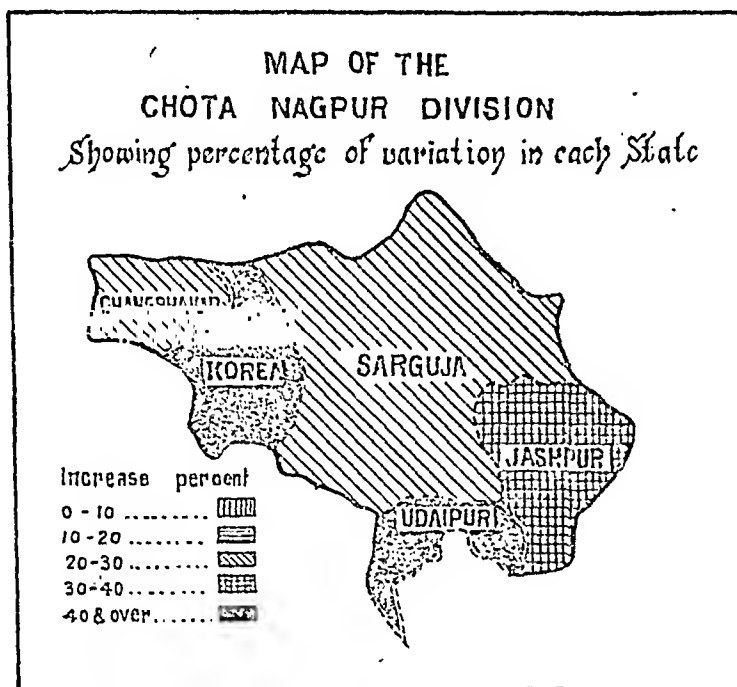 MAP OF THE
CHOTA NAGPUR DIVISION
Showing percentage of variation in each State
CHANGBHAKAR
KOREA
SARGUJA
JASHPUR
UDAIPUR
Increase percent
0-10 ..........
10-20 ........
20-30 ........
30-40 ........
40 & over.......